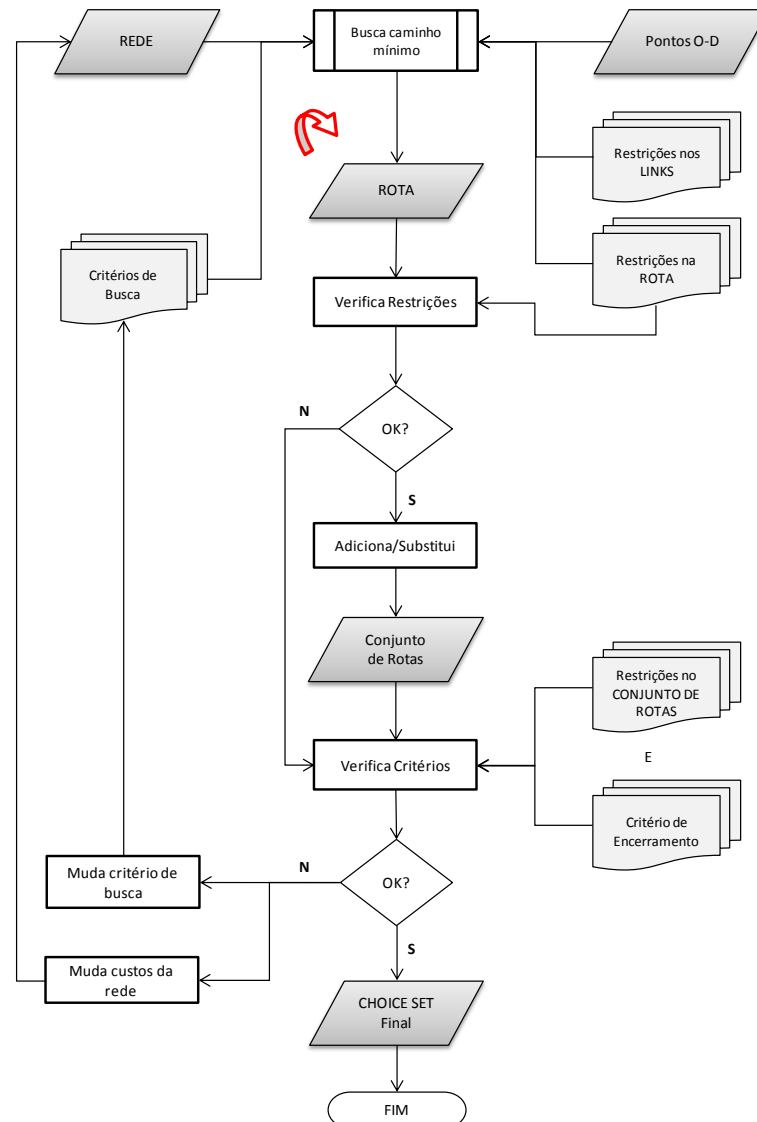 REDE
Busca caminho
mínimo
Pontos O-D
Restrições nos
LINKS
ROTA
Restrições na
ROTA
Critérios de
Busca
Verifica Restrições
N
OK?
S
Adiciona/Substitui
Conjunto
de Rotas
Restrições no
CONJUNTO DE
ROTAS
E
Verifica Critérios
Critério de
Encerramento
Muda critério de
busca
N
OK?
S
Muda custos da
rede
CHOICE SET
Final
FIM